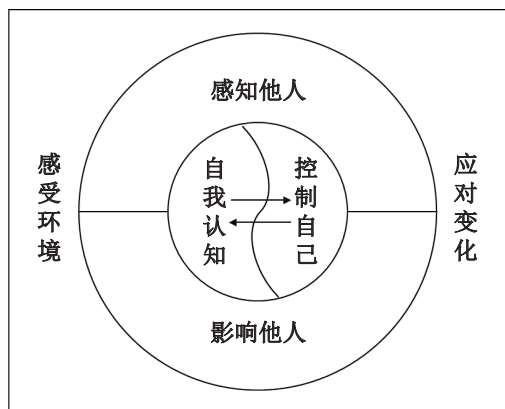 感知他人
感受环境
自我认知
控制自己
应对变化
影响他人